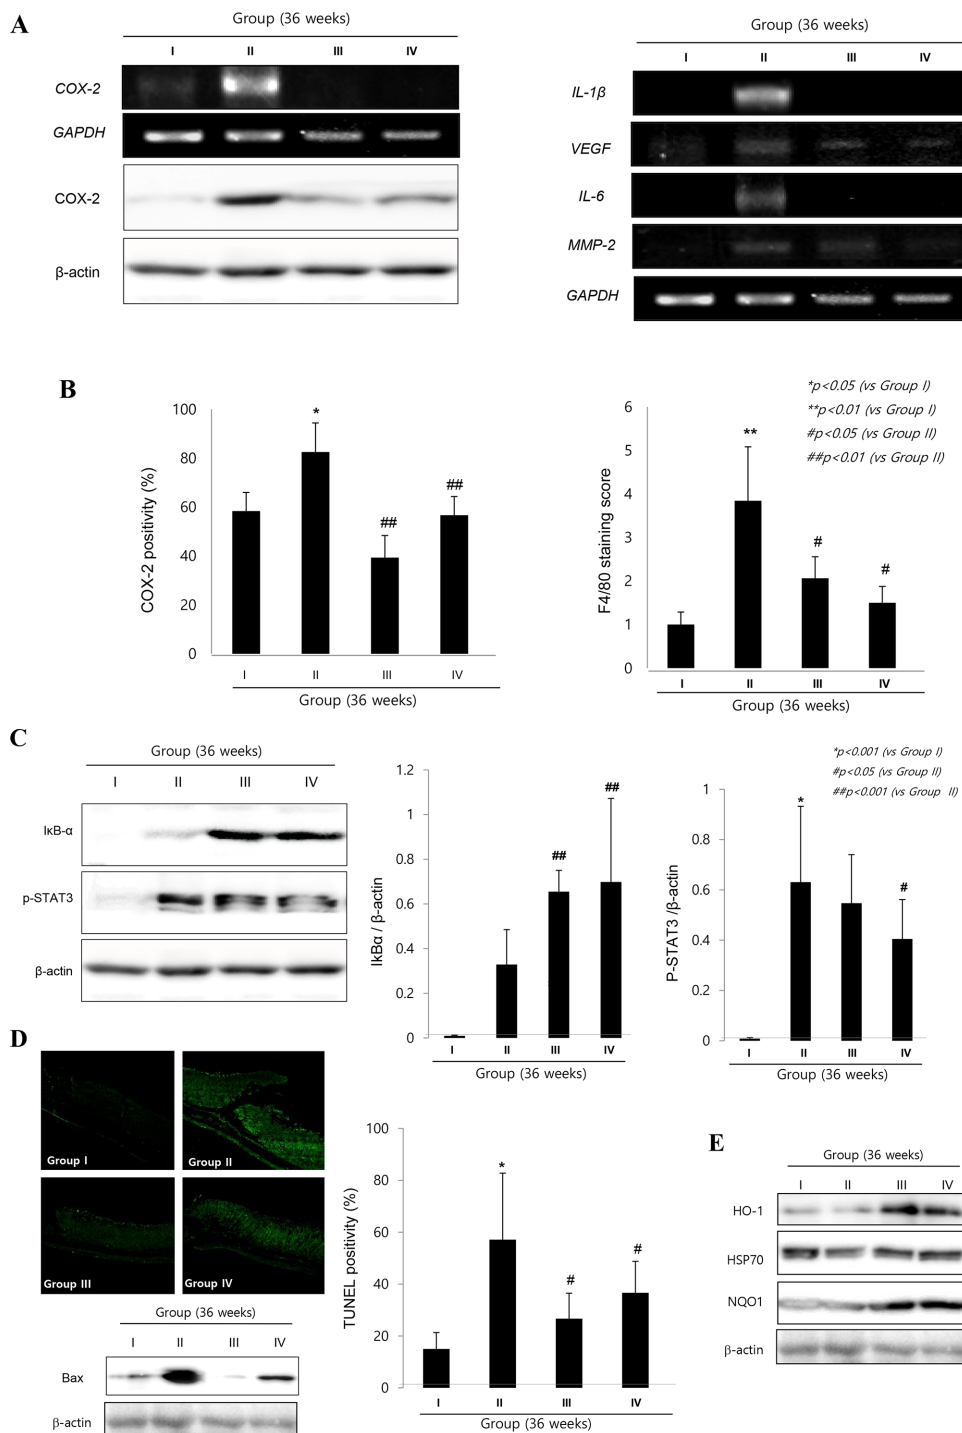 A
Group (36 weeks)
I II III IV
COX-2
GAPDH
COX-2
β-actin
Group (36 weeks)
I II III IV
IL-1β
VEGF
IL-6
MMP-2
GAPDH
B
COX-2 positivity (%)
100
80
60
40
20
0
*
##
##
I II III IV
Group (36 weeks)
*p<0.05 (vs Group I)
**p<0.01 (vs Group I)
#p<0.05 (vs Group II)
##p<0.01 (vs Group II)
F4/80 staining score
6
5
4
3
2
1
0
**
#
#
I II III IV
Group (36 weeks)
C
Group (36 weeks)
I II III IV
IκB-α
p-STAT3
β-actin
IkBα / β-actin
1.2
1
0.8
0.6
0.4
0.2
0
##
##
I II III IV
Group (36 weeks)
*p<0.001 (vs Group I)
#p<0.05 (vs Group II)
##p<0.001 (vs Group II)
P-STAT3 /β-actin
1
0.8
0.6
0.4
0.2
0
*
#
I II III IV
Group (36 weeks)
D
Group I
Group II
Group III
Group IV
Group (36 weeks)
I II III IV
Bax
β-actin
TUNEL positivity (%)
100
80
60
40
20
0
*
#
#
I II III IV
Group (36 weeks)
E
Group (36 weeks)
I II III IV
HO-1
HSP70
NQO1
β-actin